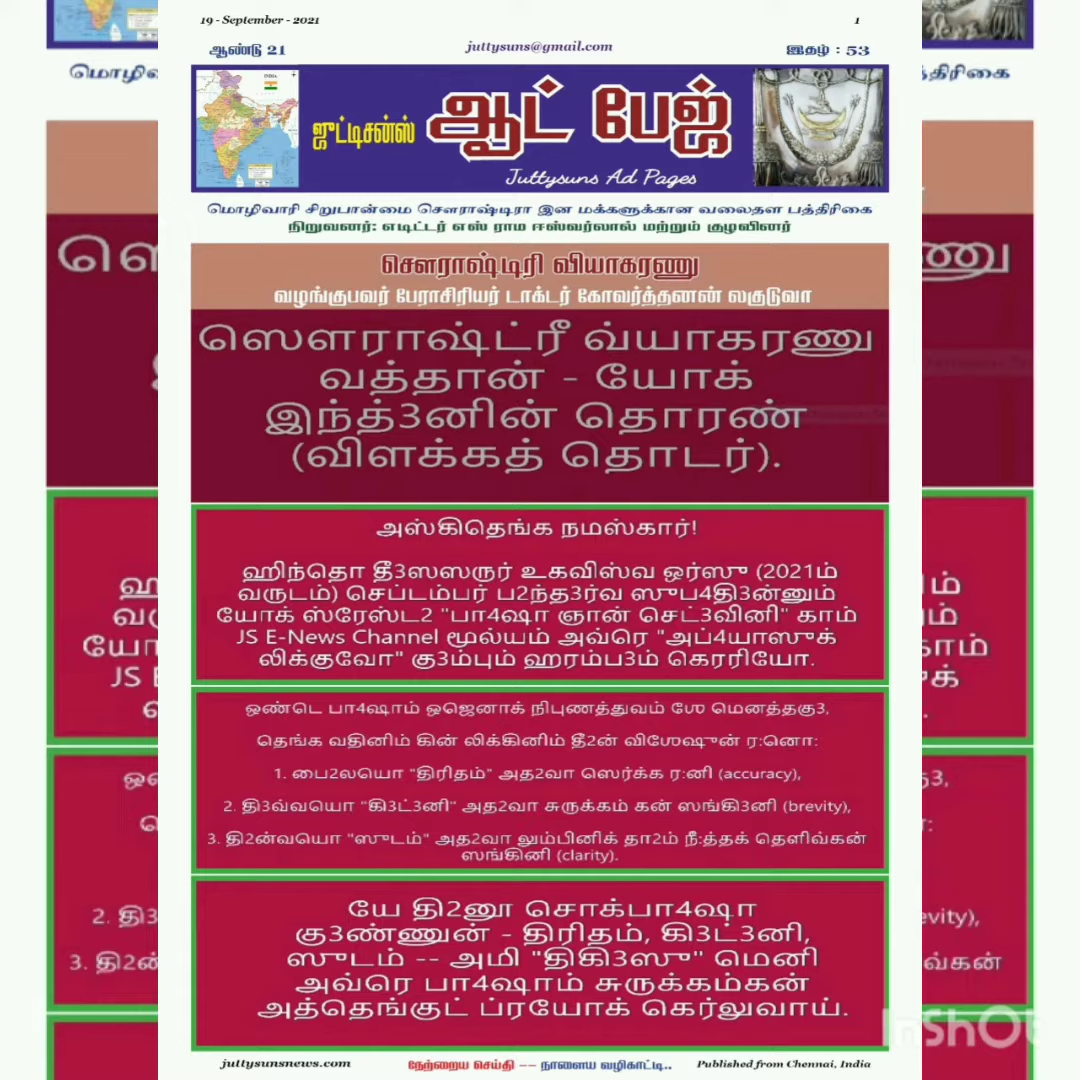 19 - September - 2021
1
ஆண்டு 21
juttysuns@gmail.com
இதழ் : 53
ஜுட்டிசன்ஸ் ஆட் பேஜ்
Juttysuns Ad Pages
மொழிவாரி சிறுபான்மை சௌராஷ்டிரா இன மக்களுக்கான வலைதள பத்திரிகை
நிறுவனர்: எடிட்டர் எஸ் ராம ஈஸ்வர்லால் மற்றும் குழவினர்
சௌராஷ்டிரி வியாகரணு
வழங்குபவர் பேராசிரியர் டாக்டர் கோவர்த்தனன் லகுடுவா
ஸௌராஷ்ட்ரீ வ்யாகரணு
வத்தான் - யோக்
இந்த்3னின் தொரண்
(விளக்கத் தொடர்).
அஸ்கிதெங்க நமஸ்கார்!
ஹிந்தொ தீ3ஸஸருர் உகவிஸ்வ ஒர்ஸு (2021ம்
வருடம்) செப்டம்பர் ப2ந்த3ர்வ ஸுப4தி3ன்னும்
யோக் ஸ்ரேஸ்ட2 "பா4ஷா ஞான் செட்3வினி" காம்
JS E-News Channel மூல்யம் அவ்ரெ "அப்4யாஸுக்
லிக்குவோ" கு3ம்பும் ஹரம்ப3ம் கெரரியோ.
ஒண்டெ பா4ஷாம் ஒஜெனாக் நிபுணத்துவம் ஶே மெனத்தகு3,
தெங்க வதினிம் கின் லிக்கினிம் தீ2ன் விஶேஷுன் ர:னொ:
1. பை2லயொ "திரிதம்" அத2வா ஸெர்க்க ர:னி (accuracy),
2. தி3வ்வயொ "கி3ட்3னி" அத2வா சுருக்கம் கன் ஸங்கி3னி (brevity),
3. தி2ன்வயொ "ஸுடம்" அத2வா லும்பினிக் தா2ம் நீ:த்தக் தெளிவ்கன்
ஸங்கினி (clarity).
யே தி2னூ சொக்பா4ஷா
கு3ண்ணுன் - திரிதம், கி3ட்3னி,
ஸுடம் -- அமி "திகி3ஸு" மெனி
அவ்ரெ பா4ஷாம் சுருக்கம்கன்
அத்தெங்குட் ப்ரயோக் கெர்லுவாய்.
juttysunsnews.com
நேற்றைய செய்தி -- நாளைய வழிகாட்டி..
Published from Chennai, India
InShOt